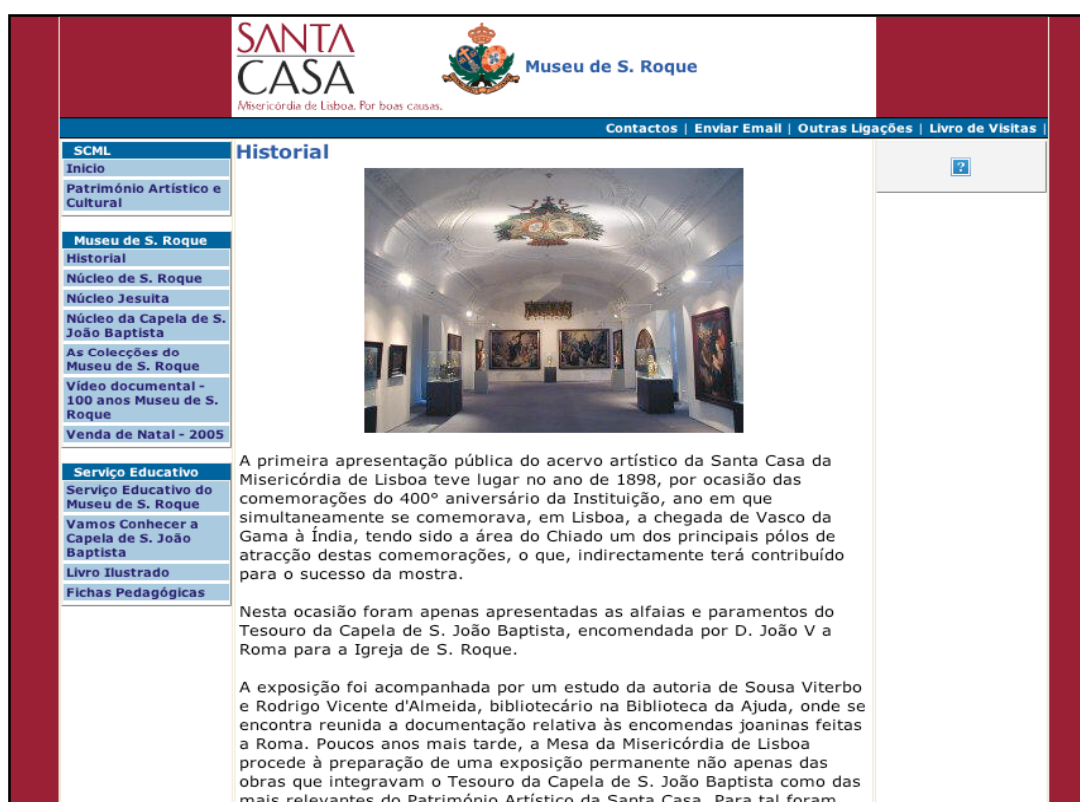 SANTA
CASA
Misericórdia de Lisboa. Por boas causas.
Museu de S. Roque
Contactos | Enviar Email | Outras Ligações | Livro de Visitas |
SCML
Inicio
Património Artístico e
Cultural
Museu de S. Roque
Historial
Núcleo de S. Roque
Núcleo Jesuita
Núcleo da Capela de S.
João Baptista
As Colecções do
Museu de S. Roque
Vídeo documental -
100 anos Museu de S.
Roque
Venda de Natal - 2005
Serviço Educativo
Serviço Educativo do
Museu de S. Roque
Vamos Conhecer a
Capela de S. João
Baptista
Livro Ilustrado
Fichas Pedagógicas
Historial
A primeira apresentação pública do acervo artístico da Santa Casa da
Misericórdia de Lisboa teve lugar no ano de 1898, por ocasião das
comemorações do 400° aniversário da Instituição, ano em que
simultaneamente se comemorava, em Lisboa, a chegada de Vasco da
Gama à Índia, tendo sido a área do Chiado um dos principais pólos de
atracção destas comemorações, o que, indirectamente terá contribuído
para o sucesso da mostra.
Nesta ocasião foram apenas apresentadas as alfaias e paramentos do
Tesouro da Capela de S. João Baptista, encomendada por D. João V a
Roma para a Igreja de S. Roque.
A exposição foi acompanhada por um estudo da autoria de Sousa Viterbo
e Rodrigo Vicente d'Almeida, bibliotecário na Biblioteca da Ajuda, onde se
encontra reunida a documentação relativa às encomendas joaninas feitas
a Roma. Poucos anos mais tarde, a Mesa da Misericórdia de Lisboa
procede à preparação de uma exposição permanente não apenas das
obras que integravam o Tesouro da Capela de S. João Baptista como das
mais relevantes do Património Artístico da Santa Casa. Para tal foram
?